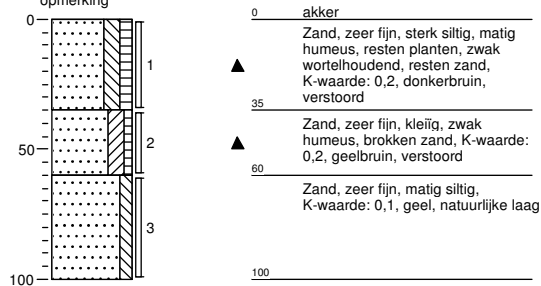 opmerking
0
50
100
1
2
3
0 akker
Zand, zeer fijn, sterk siltig, matig
humeus, resten planten, zwak
wortelhoudend, resten zand,
K-waarde: 0,2, donkerbruin,
verstoord
35
Zand, zeer fijn, kleiïg, zwak
humeus, brokken zand, K-waarde:
0,2, geelbruin, verstoord
60
Zand, zeer fijn, matig siltig,
K-waarde: 0,1, geel, natuurlijke laag
100